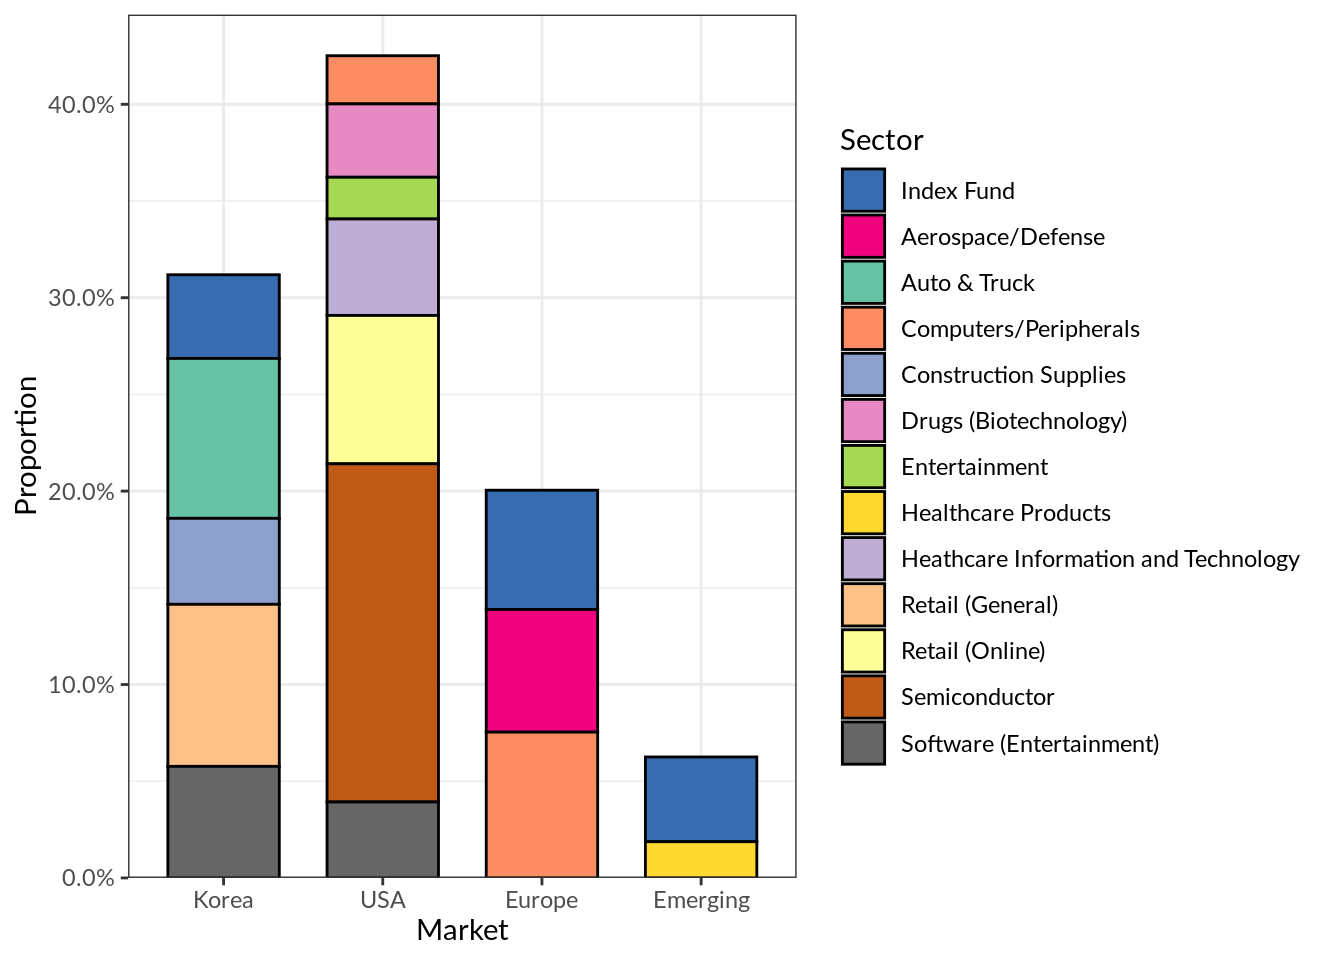 40.0%
30.0%
20.0%
10.0%
0.0%
Proportion
Korea USA Europe Emerging
Market
Sector
Index Fund
Aerospace/Defense
Auto & Truck
Computers/Peripherals
Construction Supplies
Drugs (Biotechnology)
Entertainment
Healthcare Products
Heathcare Information and Technology
Retail (General)
Retail (Online)
Semiconductor
Software (Entertainment)